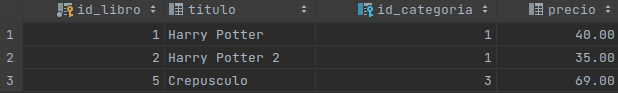 id_libro titulo id_categoria precio
1 1 Harry Potter 1 40.00
2 2 Harry Potter 2 1 35.00
3 5 Crepusculo 3 69.00